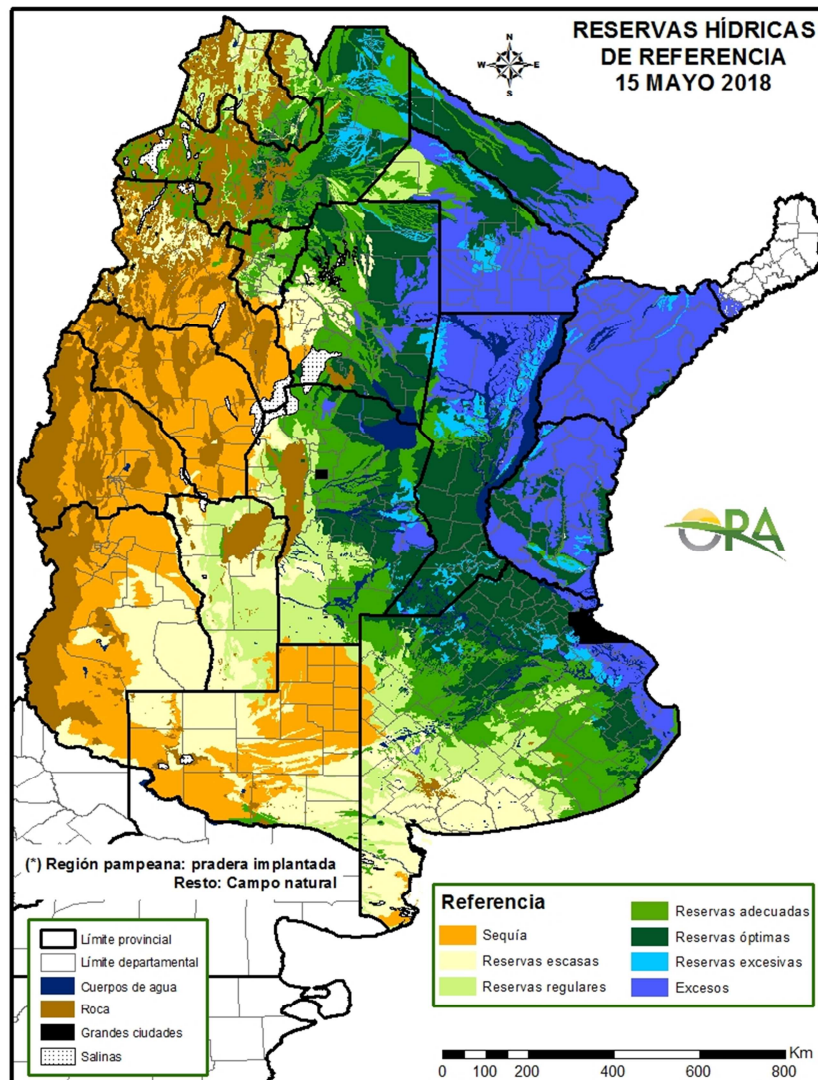 RESERVAS HÍDRICAS
DE REFERENCIA
15 MAYO 2018
N
W E
S
OPA
(*) Región pampeana: pradera implantada
Resto: Campo natural
Límite provincial
Límite departamental
Cuerpos de agua
Roca
Grandes ciudades
Salinas
Referencia
Sequía
Reservas escasas
Reservas regulares
Reservas adecuadas
Reservas óptimas
Reservas excesivas
Excesos
Km
0 100 200 400 600 800